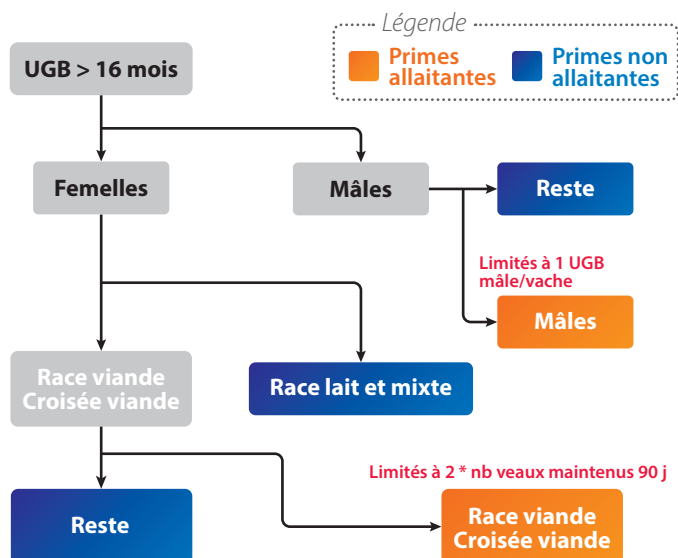 Légende
Primes
allaitantes
Primes non
allaitantes
UGB > 16 mois
Femelles
Mâles
Reste
Limités à 1 UGB
mâle/vache
Mâles
Race viande
Croisée viande
Race lait et mixte
Limités à 2 * nb veaux maintenus 90 j
Reste
Race viande
Croisée viande